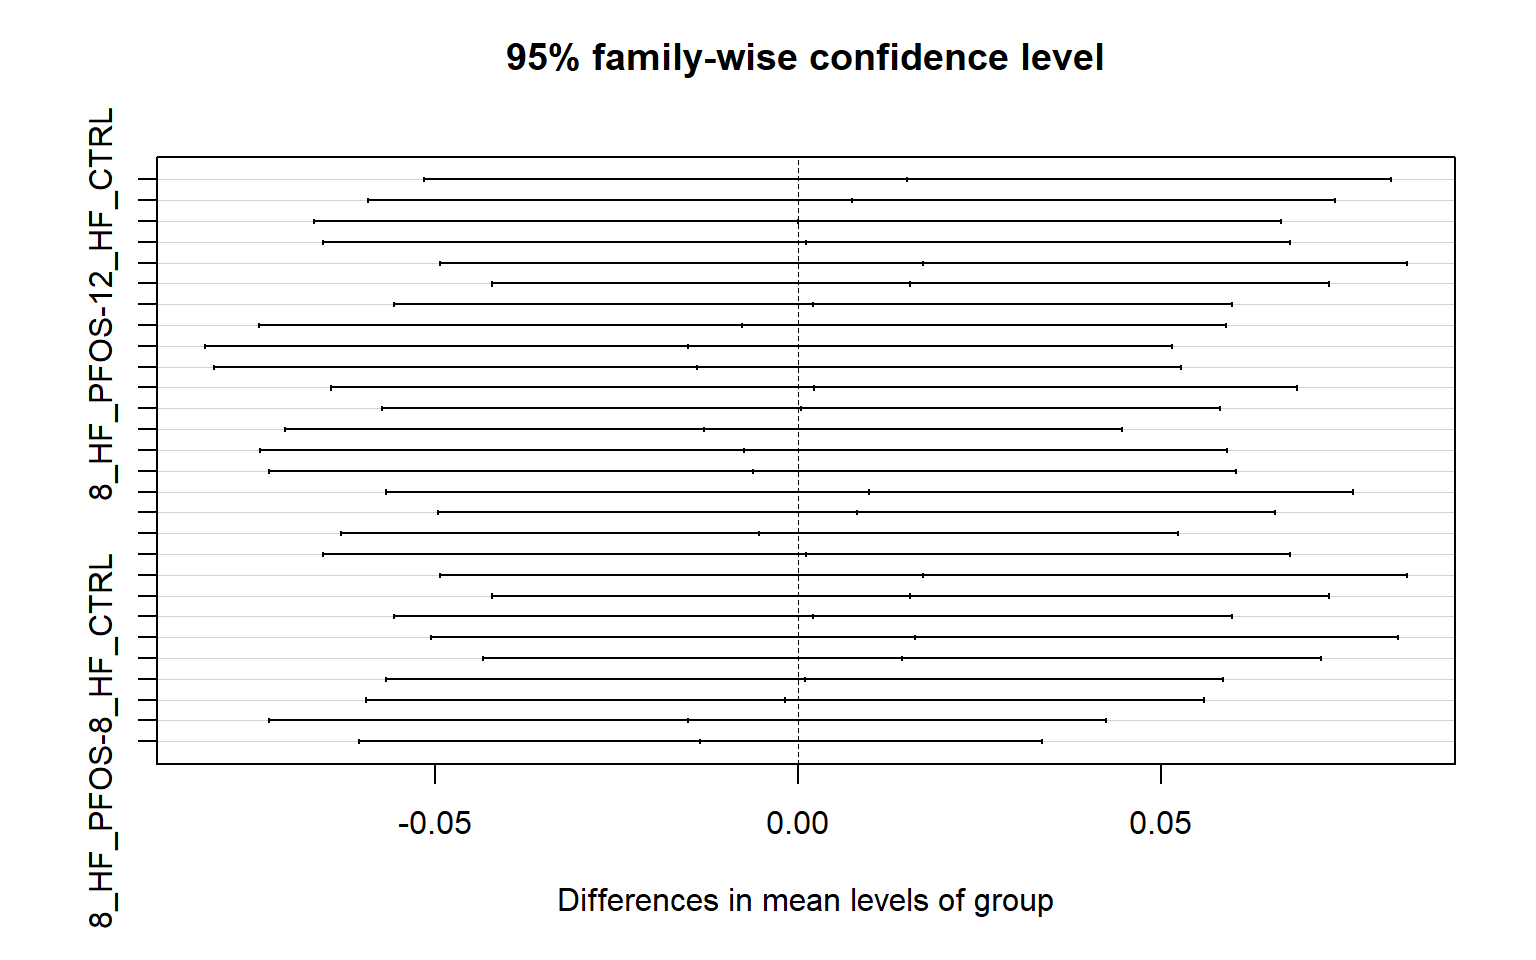 95% family-wise confidence level
8_HF_PFOS-12_HF_CTRL
8_HF_PFOS-8_HF_CTRL
-0.05 0.00 0.05
Differences in mean levels of group